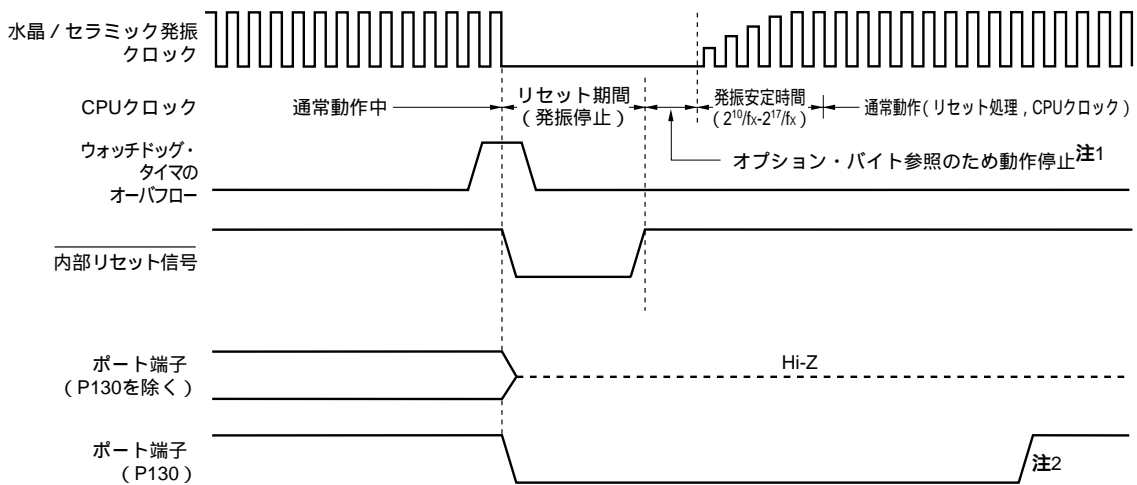 水晶 / セラミック発振
クロック
CPUクロック
通常動作中
リセット期間
(発振停止)
発振安定時間
(2¹⁰/fx-2¹⁷/fx)
通常動作(リセット処理,CPUクロック)
オプション・バイト参照のため動作停止注1
ウォッチドッグ・
タイマの
オーバフロー
内部リセット信号
ポート端子
(P130を除く)
Hi-Z
ポート端子
(P130)
注2